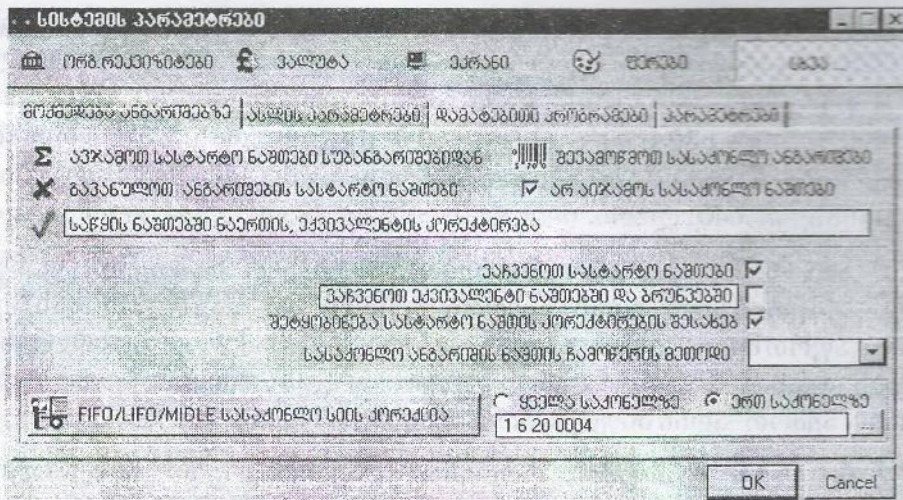 სისტემის პარამეტრები
ორგ.რეკვიზიტები ვალუტა ეკრანი ფერები სხვა ...
მოქმედება ანგარიშებზე ასლის პარამეტრები დამატებითი პროგრამები პარამეტრები
Σ ავჯამოთ სასტარტო ნაშთები სუბანგარიშებიდან შევამოწმოთ სასაქონლო ანგარიშები
გავანულოთ ანგარიშების სასტარტო ნაშთები არ აიჯამოს სასაქონლო ნაშთები
საწყის ნაშთებში ნაერთის, ექვივალენტის კორექტირება
ვაჩვენოთ სასტარტო ნაშთები
ვაჩვენოთ ექვივალენტი ნაშთებში და ბრუნვებში
შეტყობინება სასტარტო ნაშთის კორექტირების შესახებ
სასაქონლო ანგარიშის ნაშთის ჩამოწერის მეთოდი
FIFO/LIFO/MIDLE სასაქონლო სიის კორექცია ყველა საქონელზე ერთ საქონელზე
1 6 20 0004 ...
OK Cancel